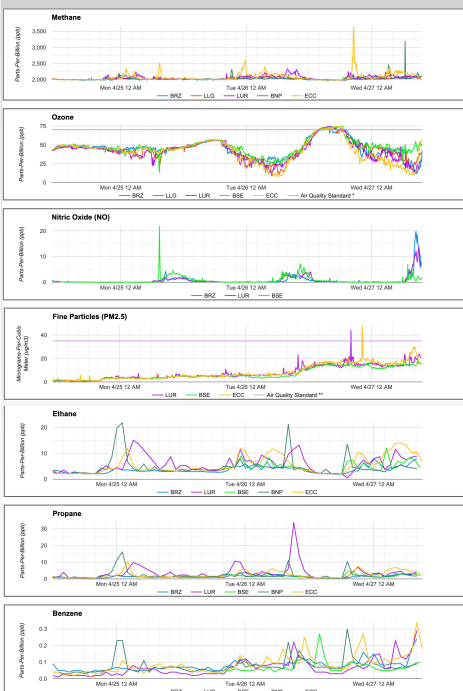 Methane
Parts-Per-Billion (ppb)
3,500
3,000
2,500
2,000
Mon 4/25 12 AM Tue 4/26 12 AM Wed 4/27 12 AM
BRZ LLG LUR BNP ECC
Ozone
Parts-Per-Billion (ppb)
75
50
25
0
Mon 4/25 12 AM Tue 4/26 12 AM Wed 4/27 12 AM
BRZ LLG LUR BSE ECC Air Quality Standard *
Nitric Oxide (NO)
Parts-Per-Billion (ppb)
20
10
0
Mon 4/25 12 AM Tue 4/26 12 AM Wed 4/27 12 AM
BRZ LUR BSE
Fine Particles (PM2.5)
Micrograms-Per-Cubic
Meter (ug/m3)
40
20
0
Mon 4/25 12 AM Tue 4/26 12 AM Wed 4/27 12 AM
LUR BSE ECC Air Quality Standard **
Ethane
Parts-Per-Billion (ppb)
20
10
0
Mon 4/25 12 AM Tue 4/26 12 AM Wed 4/27 12 AM
BRZ LUR BSE BNP ECC
Propane
Parts-Per-Billion (ppb)
30
20
10
0
Mon 4/25 12 AM Tue 4/26 12 AM Wed 4/27 12 AM
BRZ LUR BSE BNP ECC
Benzene
Parts-Per-Billion (ppb)
0.3
0.2
0.1
0.0
Mon 4/25 12 AM Tue 4/26 12 AM Wed 4/27 12 AM
BRZ LUR BSE BNP ECC